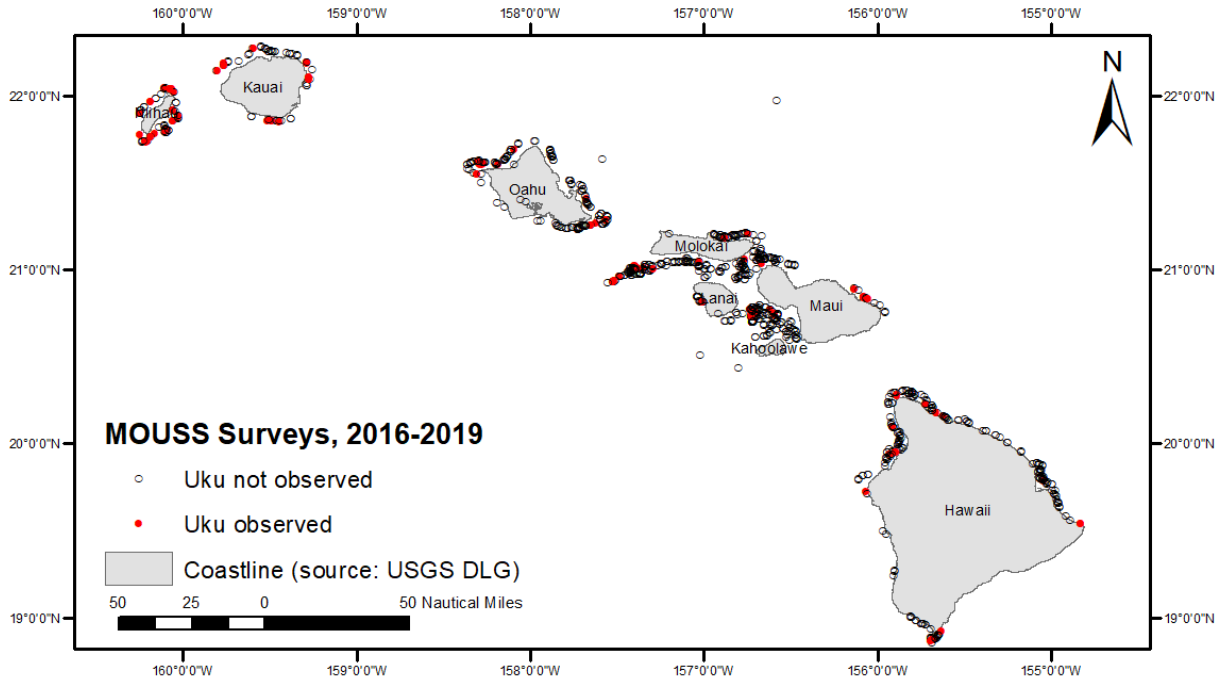 160°0'0"W 159°0'0"W 158°0'0"W 157°0'0"W 156°0'0"W 155°0'0"W
N
22°0'0"N 22°0'0"N
Kauai
Niihau
Oahu
Molokai
21°0'0"N 21°0'0"N
Lanai
Maui
Kahoolawe
MOUSS Surveys, 2016-2019
20°0'0"N 20°0'0"N
Uku not observed
Hawaii
Uku observed
Coastline (source: USGS DLG)
50 25 0 50 Nautical Miles
19°0'0"N 19°0'0"N
160°0'0"W 159°0'0"W 158°0'0"W 157°0'0"W 156°0'0"W 155°0'0"W